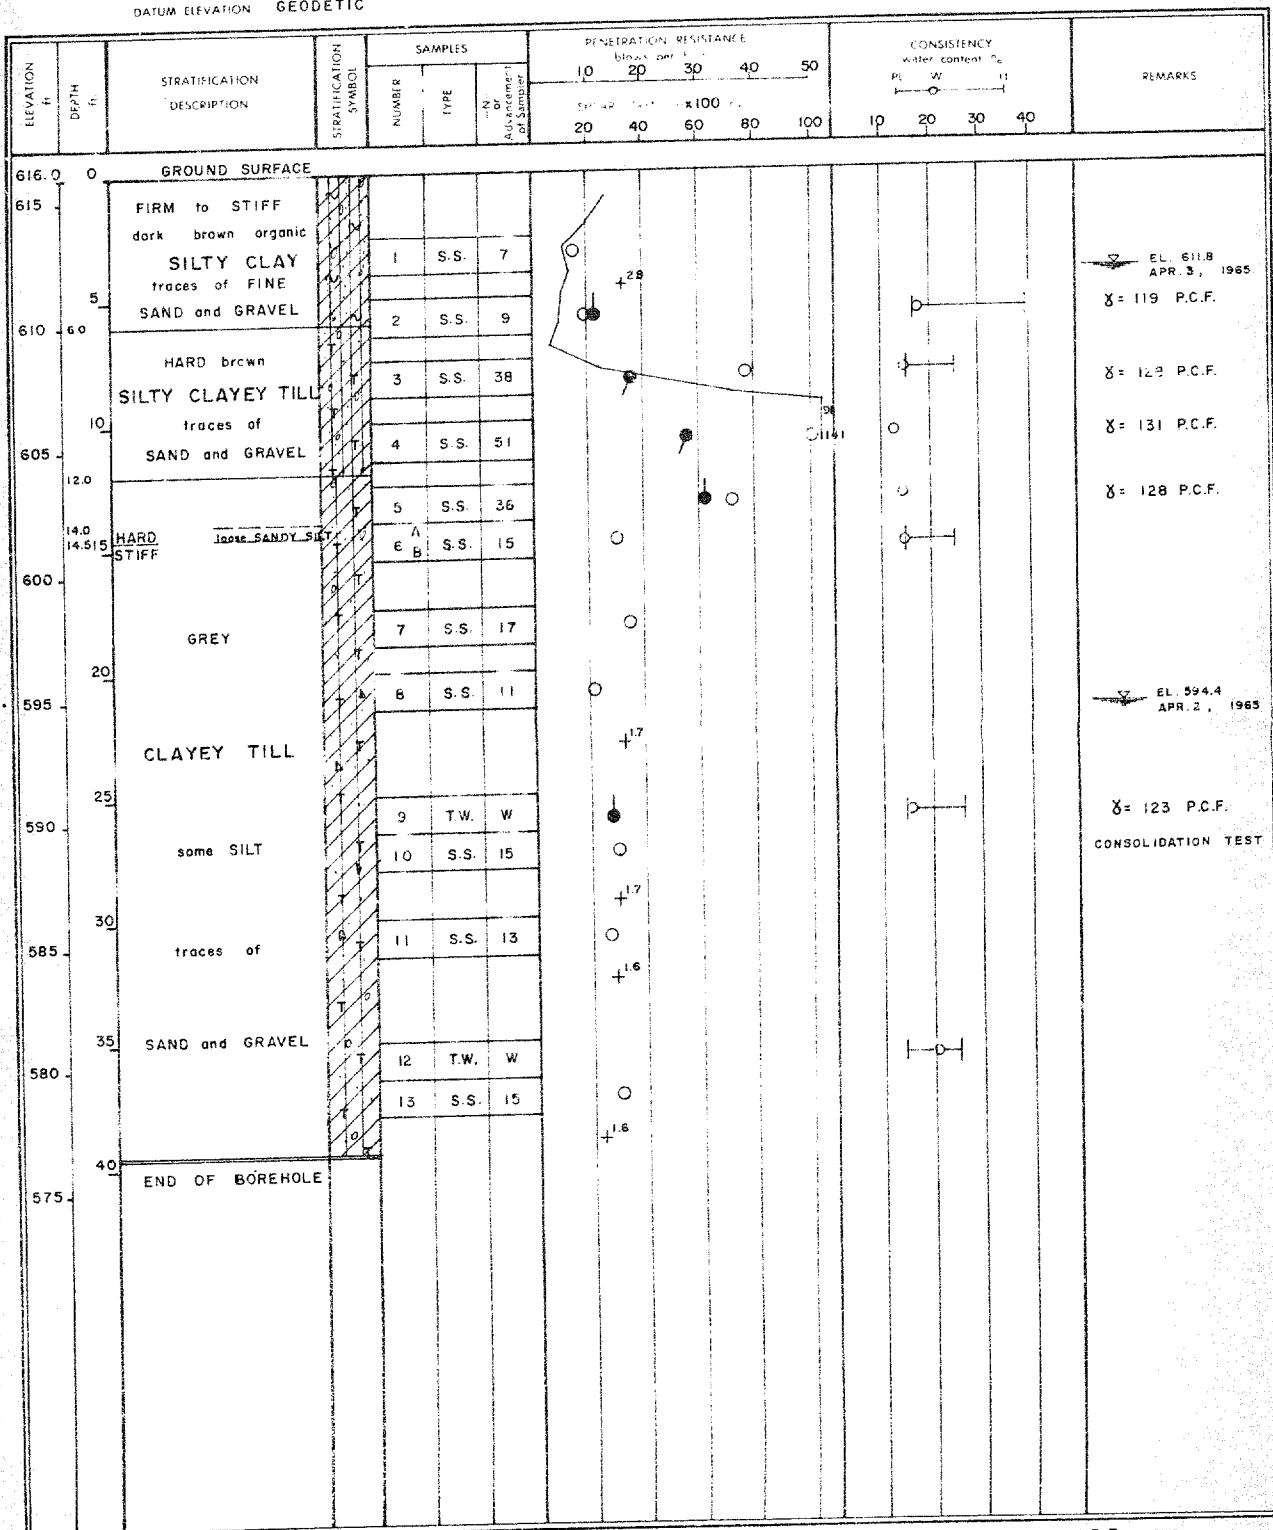 DATUM ELEVATION GEODETIC
ELEVATION ft
DEPTH ft.
STRATIFICATION
DESCRIPTION
STRATIFICATION
SYMBOL
SAMPLES
NUMBER
TYPE
"N"
or
Advancement
of Sampler
PENETRATION RESISTANCE
blows per
10 20 30 40 50
x100
20 40 60 80 100
CONSISTENCY
water content %
PL W
10 20 30 40
REMARKS
616.0 0 GROUND SURFACE
615
FIRM to STIFF
dark brown organic
SILTY CLAY
traces of FINE
SAND and GRAVEL
1 S.S. 7
2.8
EL. 611.8
APR. 3, 1965
5
γ= 119 P.C.F.
2 S.S. 9
610 6.0
HARD brown
SILTY CLAYEY TILL
traces of
SAND and GRAVEL
3 S.S. 38
98
10
4 S.S. 51
114
γ= 131 P.C.F.
605
12.0
5 S.S. 36
γ= 128 P.C.F.
14.0
14.5 15
HARD
STIFF
loose SANDY SILT
6 A B S.S. 15
600
GREY
7 S.S. 17
20
8 S.S. 11
595
EL. 594.4
APR. 2, 1965
1.7
CLAYEY TILL
25
9 T.W. W
γ= 123 P.C.F.
590
CONSOLIDATION TEST
some SILT
10 S.S. 15
1.7
30
11 S.S. 13
585
traces of
1.6
35
SAND and GRAVEL
12 T.W. W
580
13 S.S. 15
1.6
40
END OF BOREHOLE
575